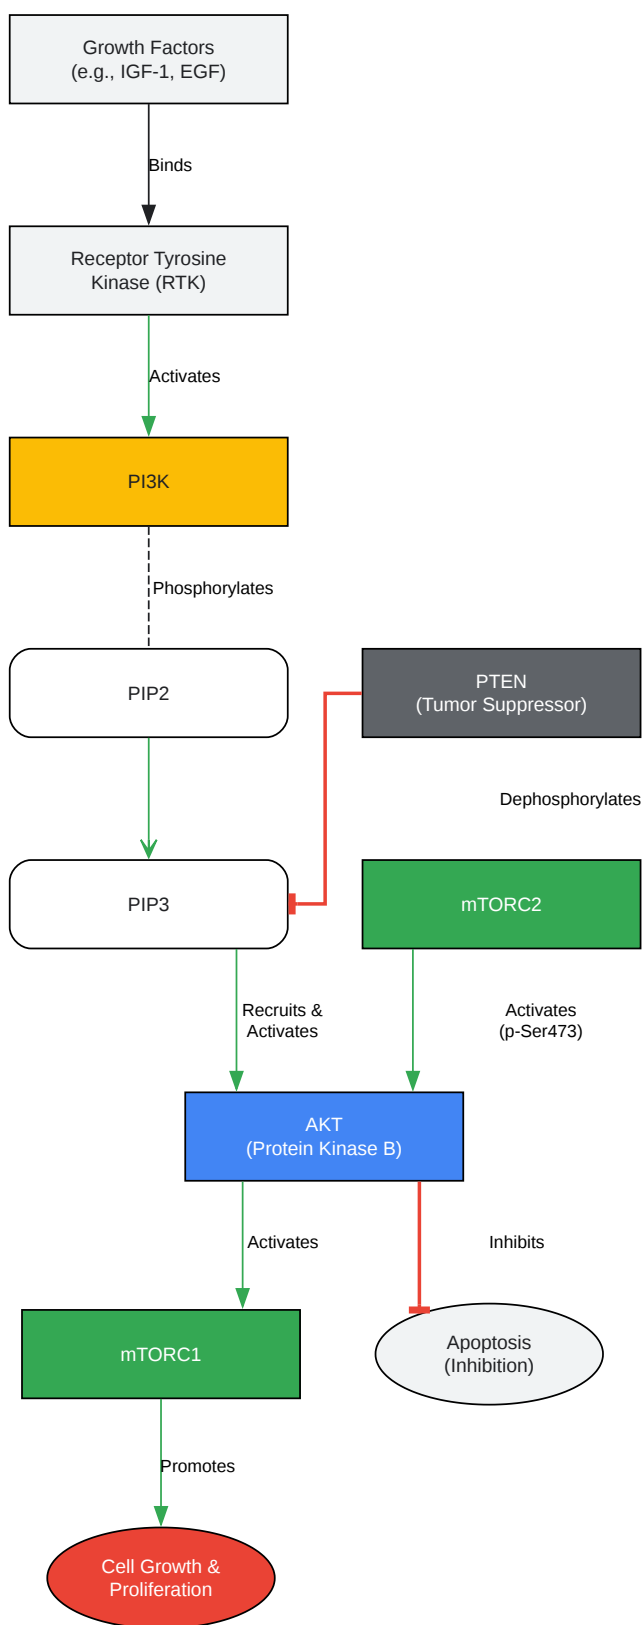 Growth Factors
(e.g., IGF-1, EGF)
Binds
Receptor Tyrosine
Kinase (RTK)
Activates
PI3K
Phosphorylates
PIP2
PTEN
(Tumor Suppressor)
Dephosphorylates
PIP3
mTORC2
Recruits &
Activates
Activates
(p-Ser473)
AKT
(Protein Kinase B)
Activates
Inhibits
mTORC1
Apoptosis
(Inhibition)
Promotes
Cell Growth &
Proliferation